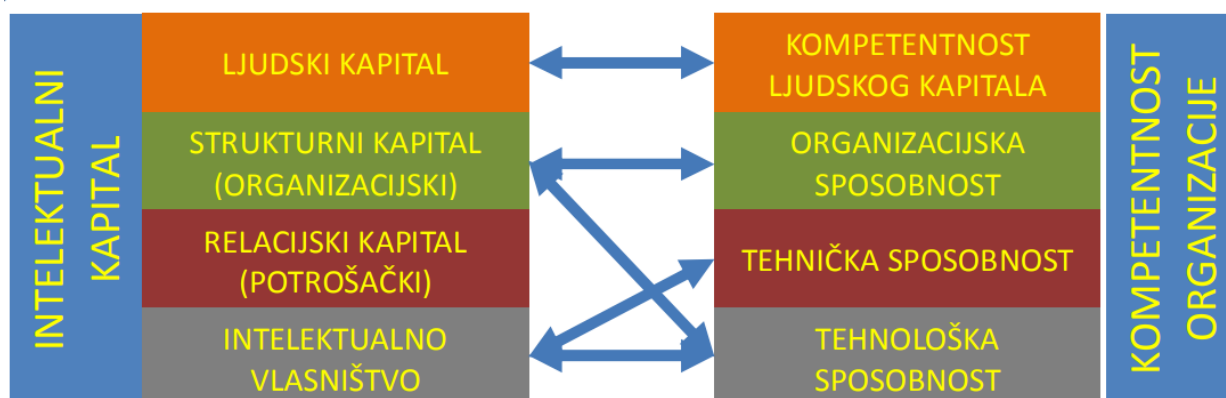 INTELEKTUALNI
KAPITAL
LJUDSKI KAPITAL
STRUKTURNI KAPITAL
(ORGANIZACIJSKI)
RELACIJSKI KAPITAL
(POTROŠAČKI)
INTELEKTUALNO
VLASNIŠTVO
KOMPETENTNOST
LJUDSKOG KAPITALA
ORGANIZACIJSKA
SPOSOBNOST
TEHNIČKA SPOSOBNOST
TEHNOLOŠKA
SPOSOBNOST
KOMPETENTNOST
ORGANIZACIJE